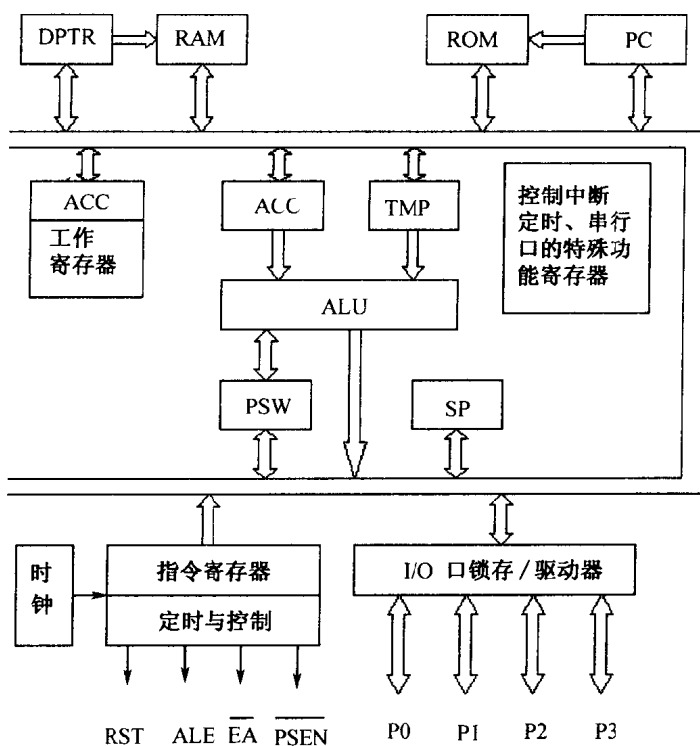 DPTR
RAM
ROM
PC
ACC
工作
寄存器
ACC
TMP
控制中断
定时、串行
口的特殊功
能寄存器
ALU
PSW
SP
时
钟
指令寄存器
定时与控制
I/O 口锁存/驱动器
RST ALE EA PSEN
P0 P1 P2 P3